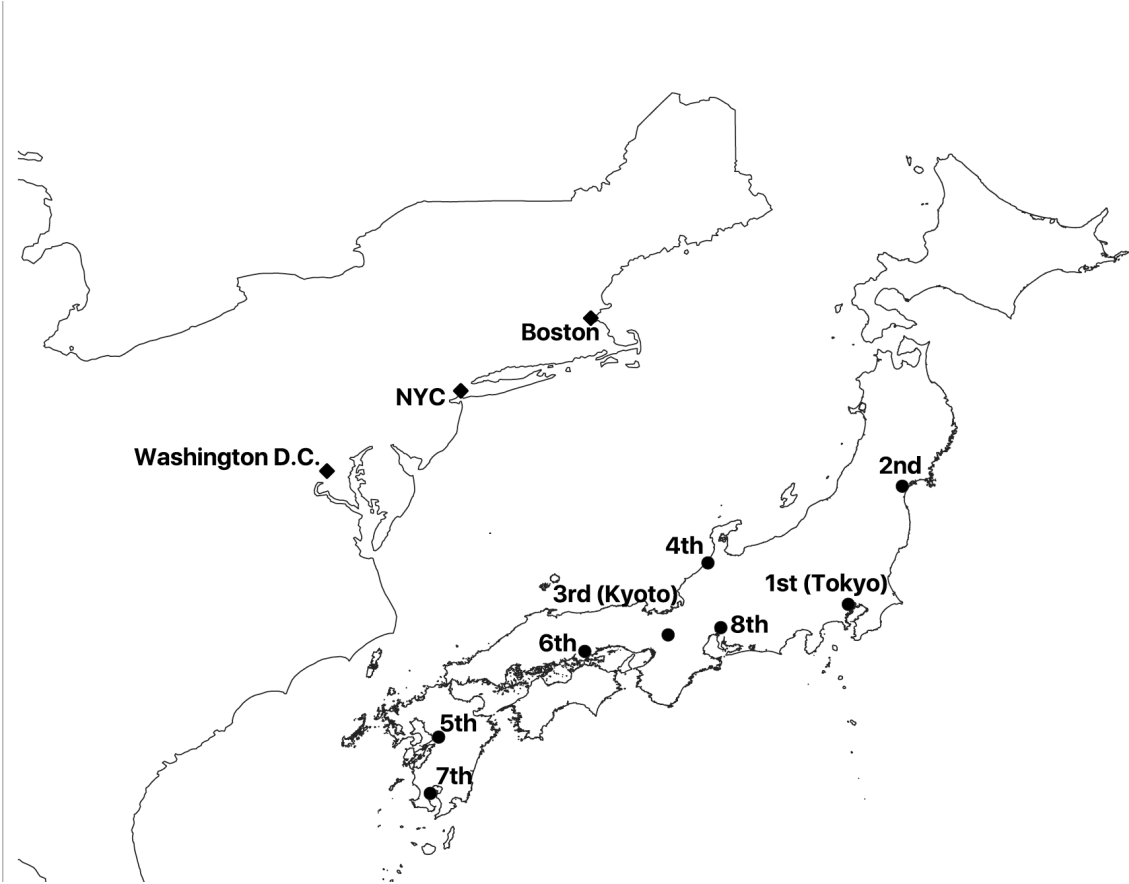 Boston
NYC
Washington D.C.
2nd
4th
1st (Tokyo)
3rd (Kyoto)
8th
6th
5th
7th